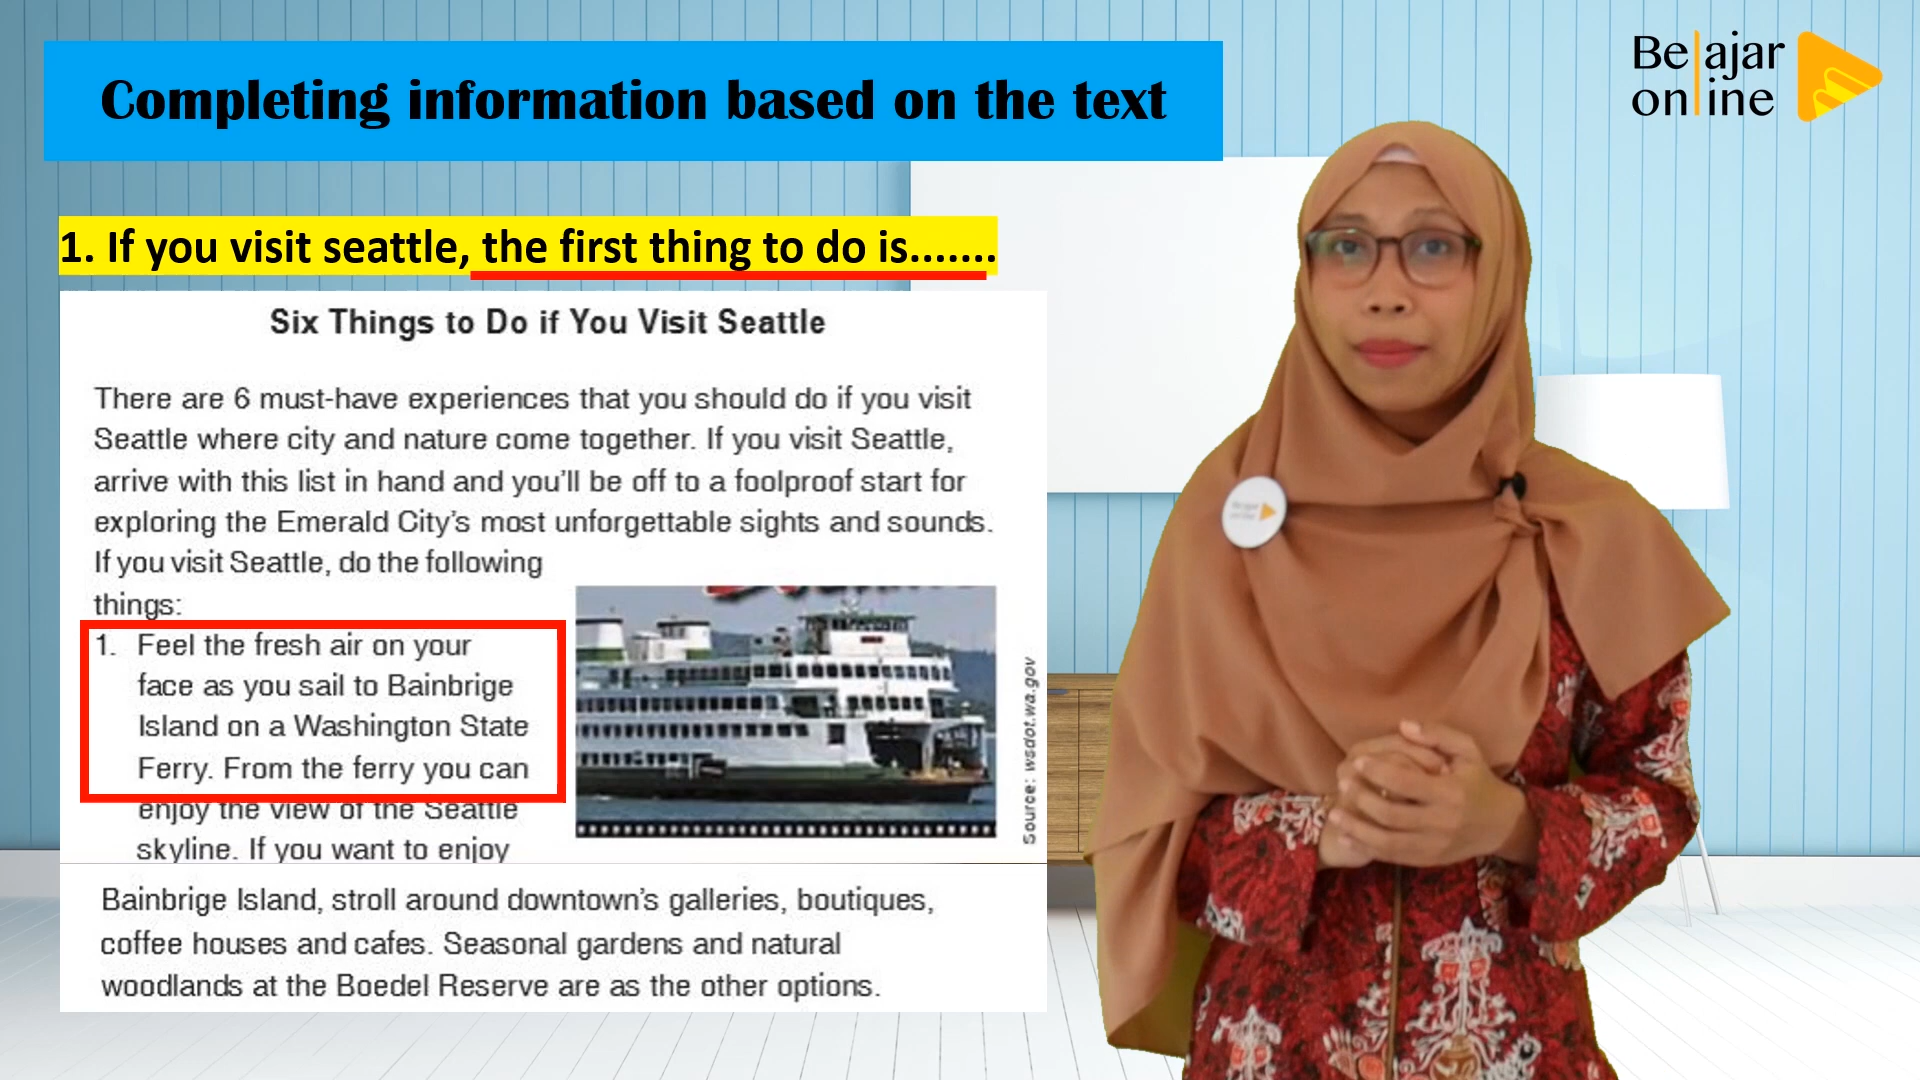 Completing information based on the text
Belajar
online
1. If you visit seattle, the first thing to do is.......
Six Things to Do if You Visit Seattle
There are 6 must-have experiences that you should do if you visit
Seattle where city and nature come together. If you visit Seattle,
arrive with this list in hand and you'll be off to a foolproof start for
exploring the Emerald City's most unforgettable sights and sounds.
If you visit Seattle, do the following
things:
1. Feel the fresh air on your
face as you sail to Bainbrige
Island on a Washington State
Ferry. From the ferry you can
enjoy the view of the Seattle
skyline. If you want to enjoy
Source: wsdot.wa.gov
Bainbrige Island, stroll around downtown's galleries, boutiques,
coffee houses and cafes. Seasonal gardens and natural
woodlands at the Boedel Reserve are as the other options.